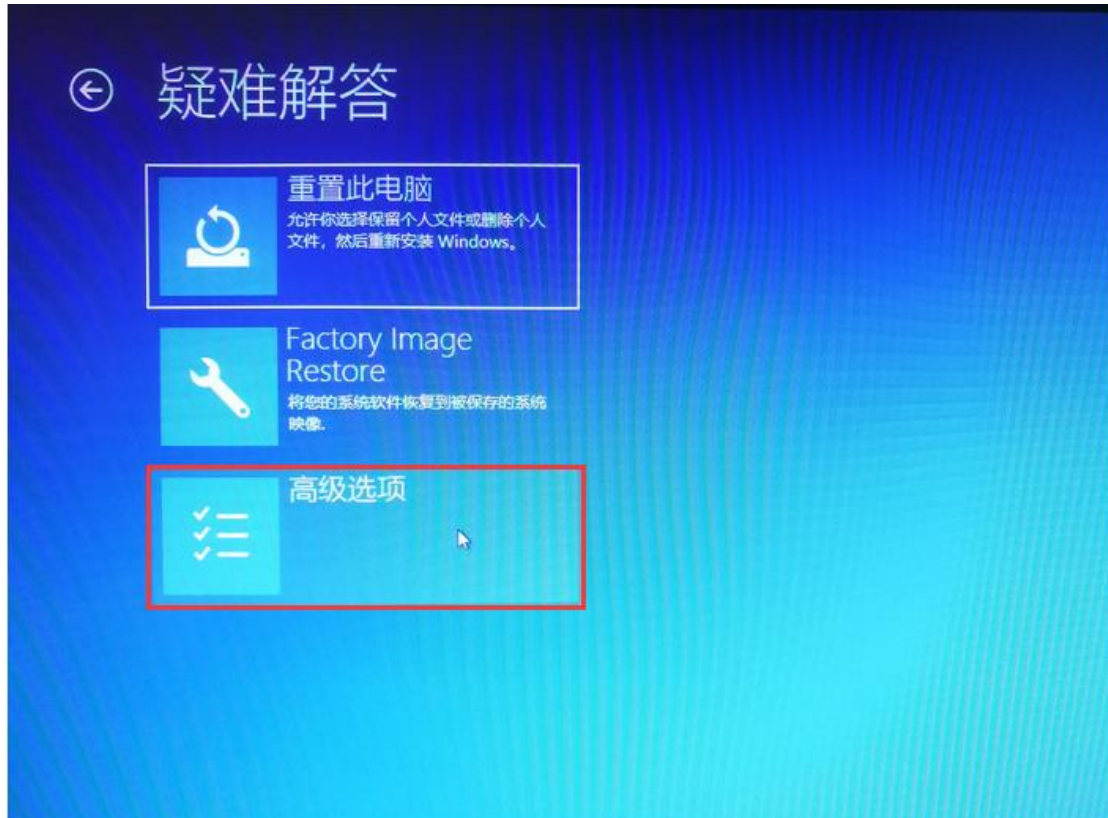 疑难解答
重置此电脑
允许你选择保留个人文件或删除个人
文件，然后重新安装 Windows。
Factory Image
Restore
将您的系统软件恢复到被保存的系统
映像.
高级选项